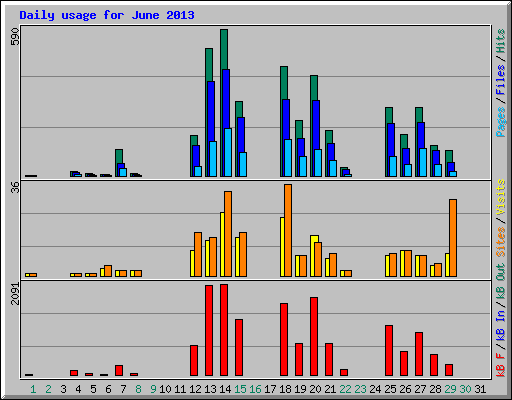 Daily usage for June 2013
590
Pages / Files / Hits
36
Sites / Visits
2091
kB F / kB In / kB Out
1 2 3 4 5 6 7 8 9 10 11 12 13 14 15 16 17 18 19 20 21 22 23 24 25 26 27 28 29 30 31